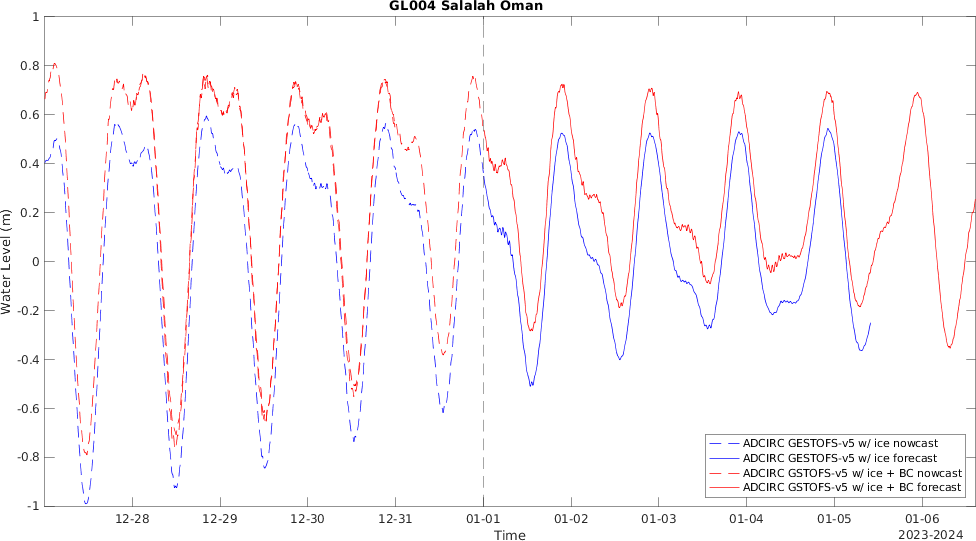 GL004 Salalah Oman
1
0.8
0.6
0.4
0.2
0
-0.2
-0.4
-0.6
-0.8
-1
Water Level (m)
12-28 12-29 12-30 12-31 01-01 01-02 01-03 01-04 01-05 01-06
Time
2023-2024
ADCIRC GESTOFS-v5 w/ ice nowcast
ADCIRC GESTOFS-v5 w/ ice forecast
ADCIRC GSTOFS-v5 w/ ice + BC nowcast
ADCIRC GSTOFS-v5 w/ ice + BC forecast